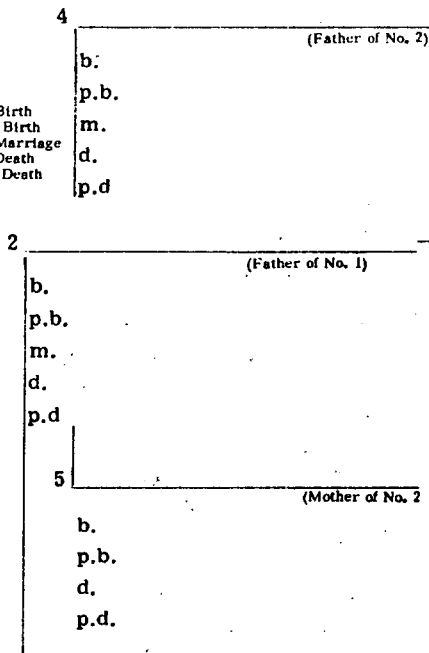 4
(Father of No. 2)
b.
p.b.
Birth
Birth
m.
Marriage
d.
Death
Death
p.d
2
(Father of No. 1)
b.
p.b.
m.
d.
p.d
5
(Mother of No. 2
b.
p.b.
d.
p.d.